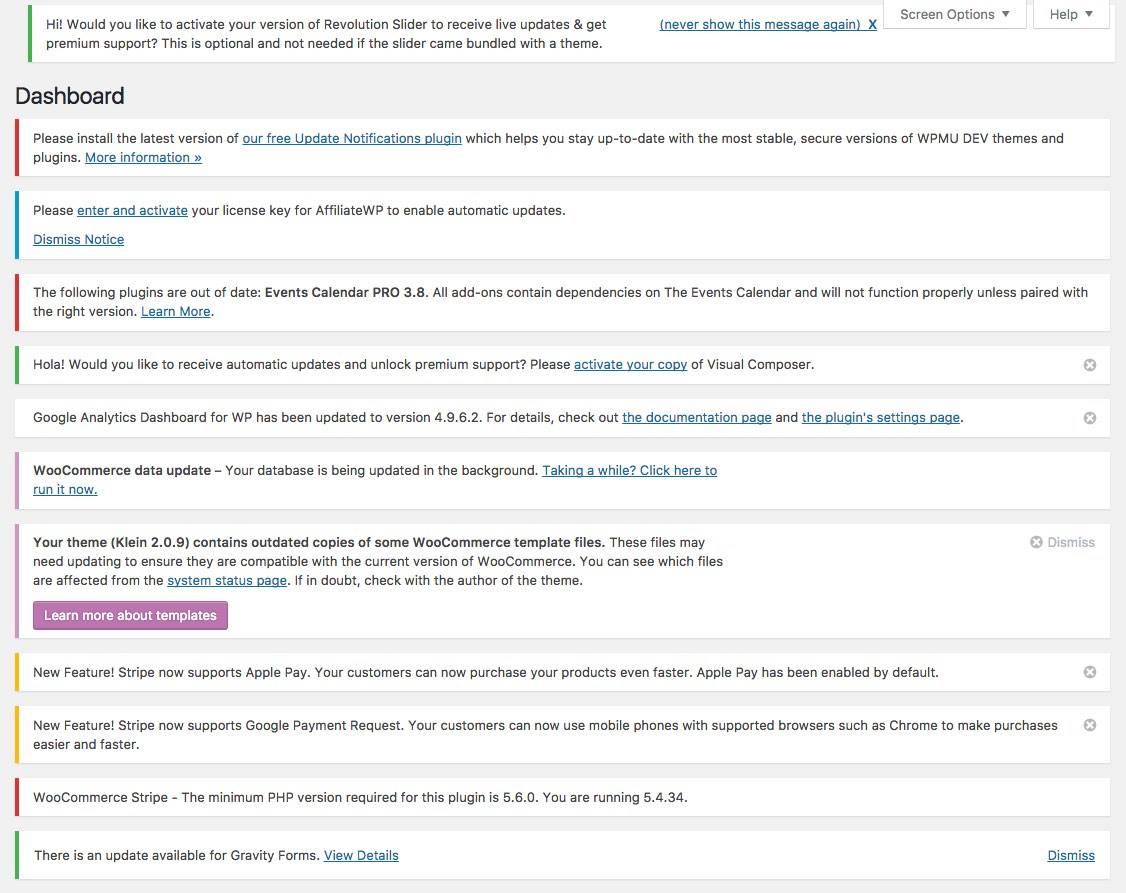 Hi! Would you like to activate your version of Revolution Slider to receive live updates & get
premium support? This is optional and not needed if the slider came bundled with a theme.
(never show this message again) X
Screen Options ▼
Help ▼
Dashboard
Please install the latest version of our free Update Notifications plugin which helps you stay up-to-date with the most stable, secure versions of WPMU DEV themes and
plugins. More information »
Please enter and activate your license key for AffiliateWP to enable automatic updates.
Dismiss Notice
The following plugins are out of date: Events Calendar PRO 3.8. All add-ons contain dependencies on The Events Calendar and will not function properly unless paired with
the right version. Learn More.
Hola! Would you like to receive automatic updates and unlock premium support? Please activate your copy of Visual Composer.
Google Analytics Dashboard for WP has been updated to version 4.9.6.2. For details, check out the documentation page and the plugin's settings page.
WooCommerce data update – Your database is being updated in the background. Taking a while? Click here to
run it now.
Your theme (Klein 2.0.9) contains outdated copies of some WooCommerce template files. These files may
need updating to ensure they are compatible with the current version of WooCommerce. You can see which files
are affected from the system status page. If in doubt, check with the author of the theme.
Dismiss
Learn more about templates
New Feature! Stripe now supports Apple Pay. Your customers can now purchase your products even faster. Apple Pay has been enabled by default.
New Feature! Stripe now supports Google Payment Request. Your customers can now use mobile phones with supported browsers such as Chrome to make purchases
easier and faster.
WooCommerce Stripe - The minimum PHP version required for this plugin is 5.6.0. You are running 5.4.34.
There is an update available for Gravity Forms. View Details
Dismiss